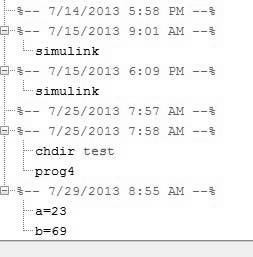 %-- 7/14/2013 5:58 PM --%
%-- 7/15/2013 9:01 AM --%
simulink
%-- 7/15/2013 6:09 PM --%
simulink
%-- 7/25/2013 7:57 AM --%
%-- 7/25/2013 7:58 AM --%
chdir test
prog4
%-- 7/29/2013 8:55 AM --%
a=23
b=69